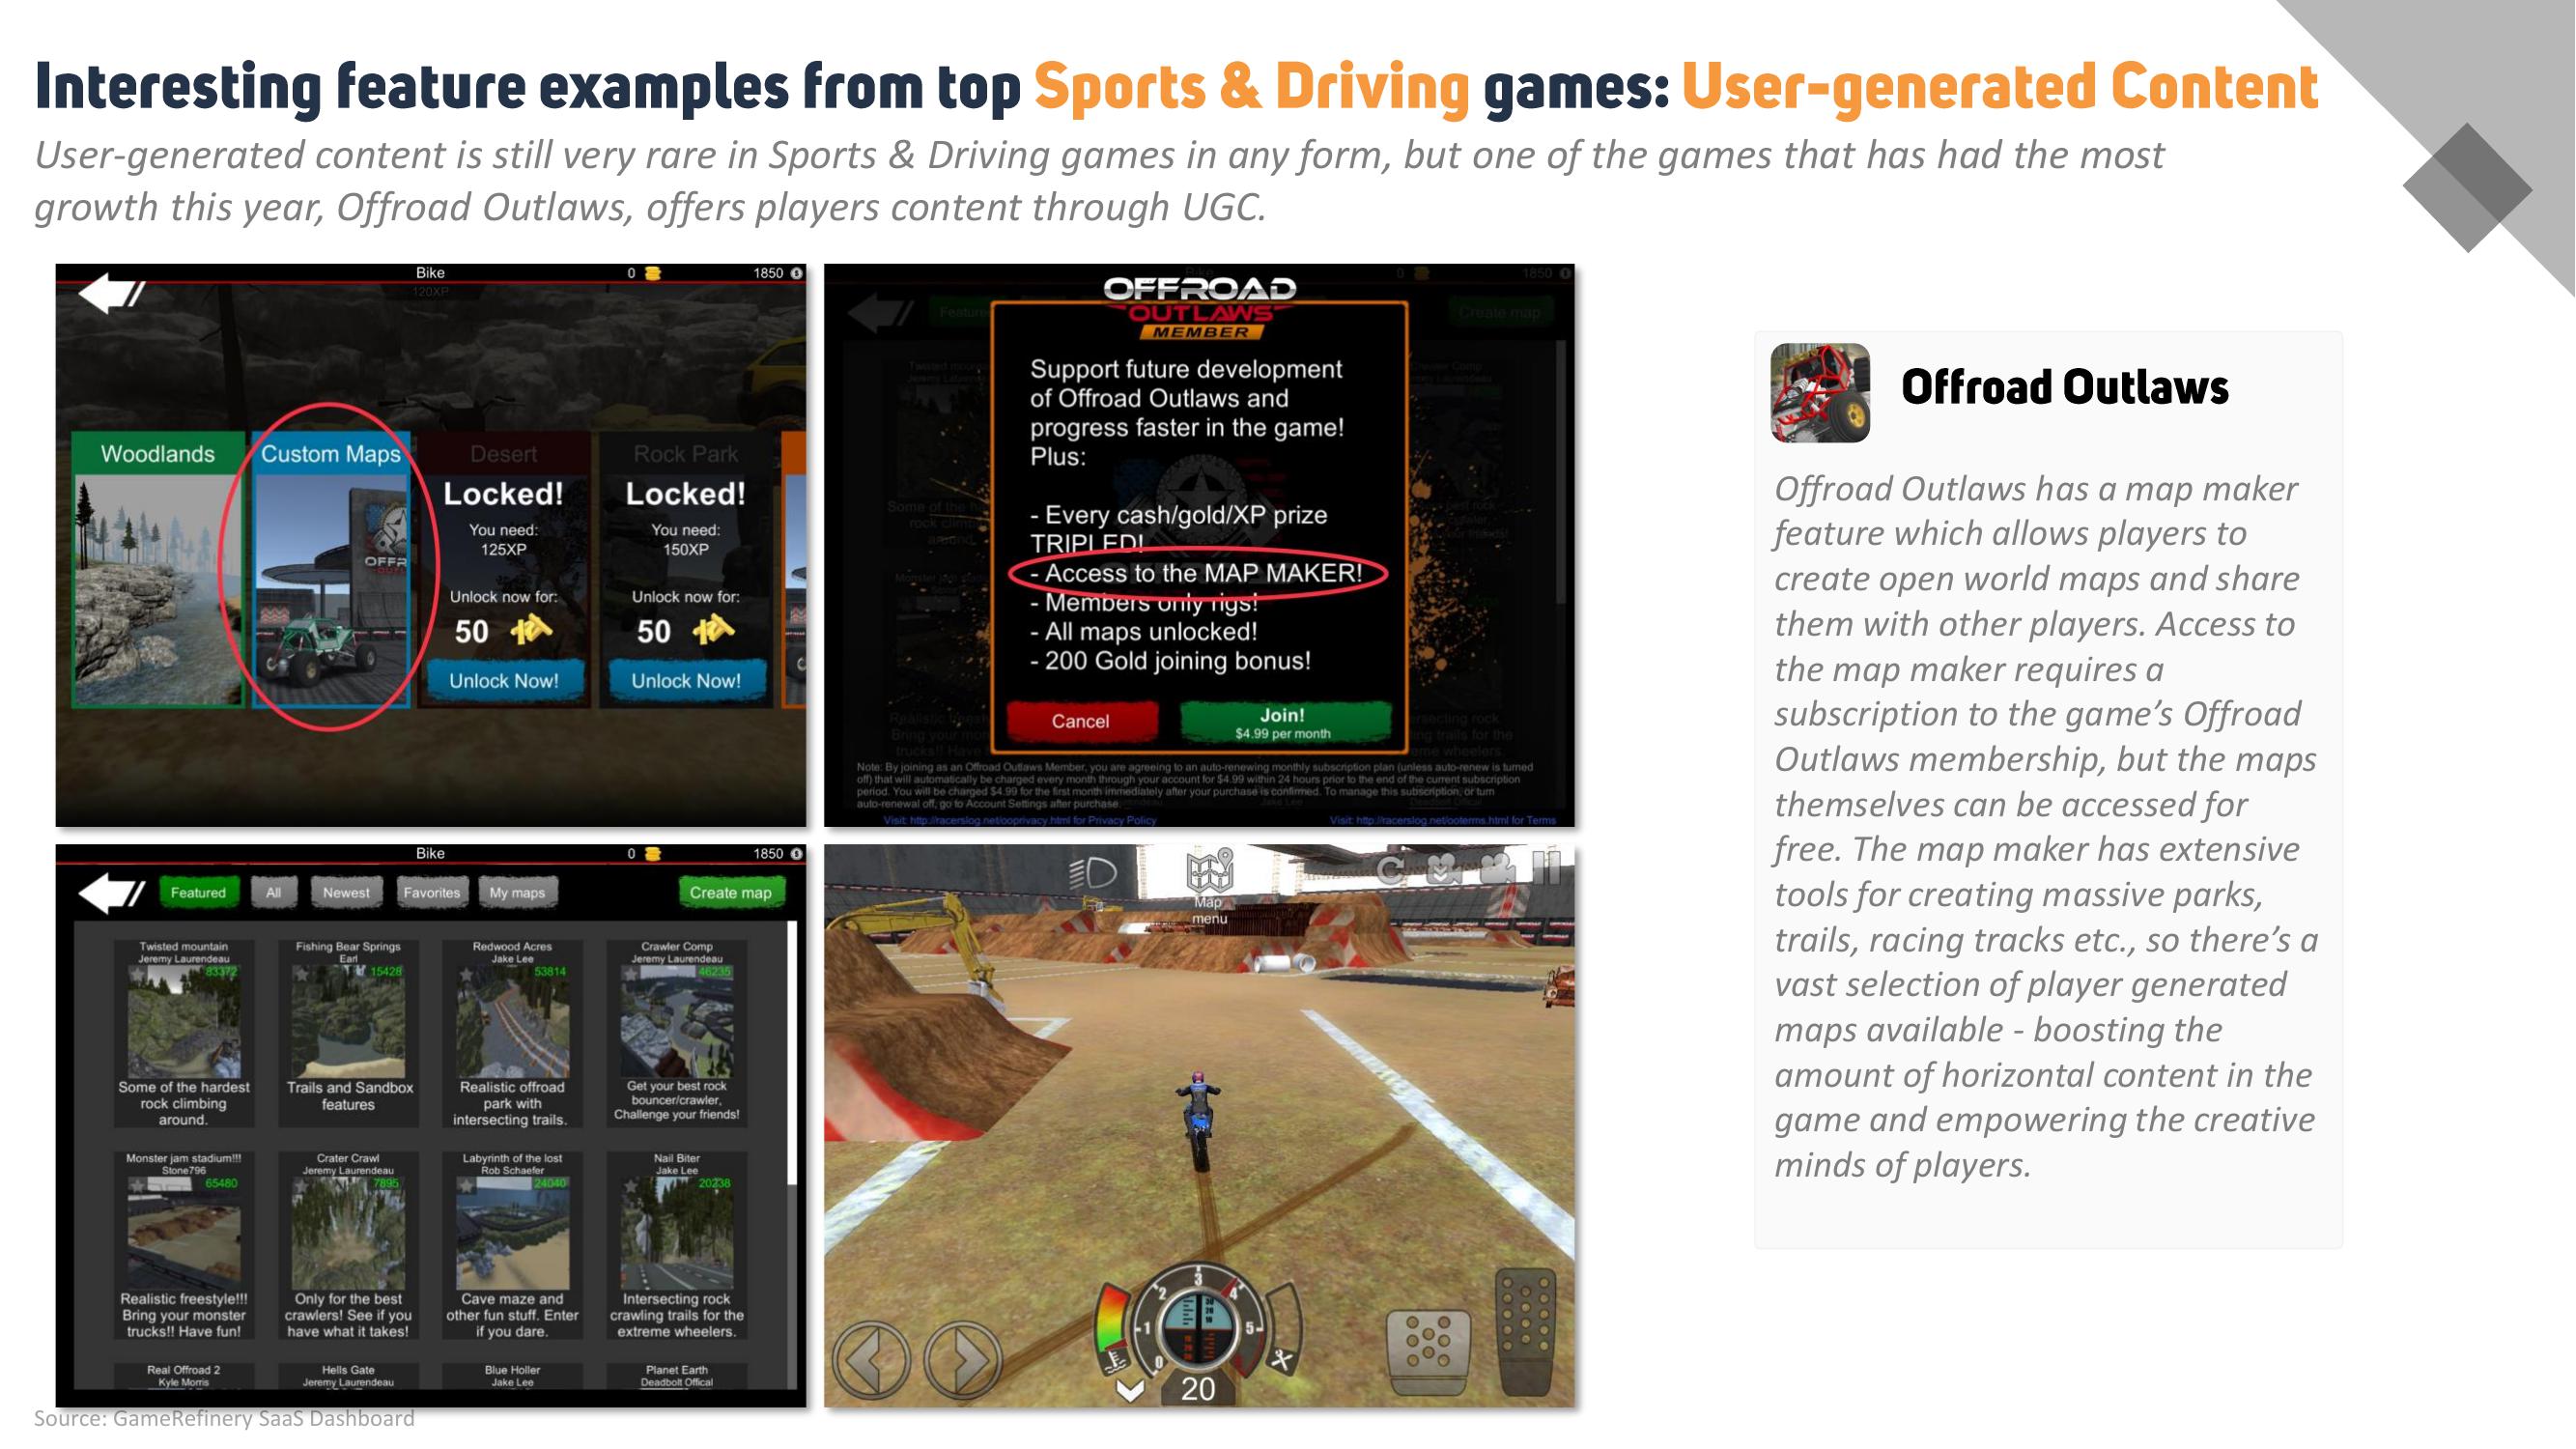 Interesting feature examples from top Sports & Driving games: User-generated Content
User-generated content is still very rare in Sports & Driving games in any form, but one of the games that has had the most
growth this year, Offroad Outlaws, offers players content through UGC.
Bike
0
1850
120XP
Woodlands
Custom Maps
Desert
Rock Park
OFFR
Locked!
You need:
125XP
Unlock now for:
50
Unlock Now!
Locked!
You need:
150XP
Unlock now for:
50
Unlock Now!
Bike
0
1850
Create map
OFFROAD
OUTLAWS
MEMBER
Support future development
of Offroad Outlaws and
progress faster in the game!
Plus:
- Every cash/gold/XP prize
TRIPLED!
- Access to the MAP MAKER!
- Members only rigs!
- All maps unlocked!
- 200 Gold joining bonus!
Cancel
Join!
$4.99 per month
Note: By joining as an Offroad Outlaws Member, you are agreeing to an auto-renewing monthly subscription plan (unless auto-renew is turned
off) that will automatically be charged every month through your account for $4.99 within 24 hours prior to the end of the current subscription
period. You will be charged $4.99 for the first month immediately after your purchase is confirmed. To manage this subscription, or turn
auto-renewal off, go to Account Settings after purchase.
Visit: http://racerslog.net/ooprivacy.html for Privacy Policy
Visit: http://racerslog.net/ooterms.html for Terms
Offroad Outlaws
Offroad Outlaws has a map maker
feature which allows players to
create open world maps and share
them with other players. Access to
the map maker requires a
subscription to the game's Offroad
Outlaws membership, but the maps
themselves can be accessed for
free. The map maker has extensive
tools for creating massive parks,
trails, racing tracks etc., so there's a
vast selection of player generated
maps available - boosting the
amount of horizontal content in the
game and empowering the creative
minds of players.
Bike
0
1850
Featured
All
Newest
Favorites
My maps
Create map
Twisted mountain
Jeremy Laurendeau
83372
Some of the hardest
rock climbing
around.
Fishing Bear Springs
Earl
15428
Trails and Sandbox
features
Redwood Acres
Jake Lee
53814
Realistic offroad
park with
intersecting trails.
Crawler Comp
Jeremy Laurendeau
46235
Get your best rock
bouncer/crawler,
Challenge your friends!
Monster jam stadium!!!
Stone796
65480
Realistic freestyle!!!
Bring your monster
trucks!! Have fun!
Crater Crawl
Jeremy Laurendeau
7895
Only for the best
crawlers! See if you
have what it takes!
Labyrinth of the lost
Rob Schaefer
24040
Cave maze and
other fun stuff. Enter
if you dare.
Nail Biter
Jake Lee
20238
Intersecting rock
crawling trails for the
extreme wheelers.
Real Offroad 2
Kyle Morris
Hells Gate
Jeremy Laurendeau
Blue Holler
Jake Lee
Planet Earth
Deadbolt Offical
Map
menu
0
1
2
3
4
5
20
Source: GameRefinery SaaS Dashboard